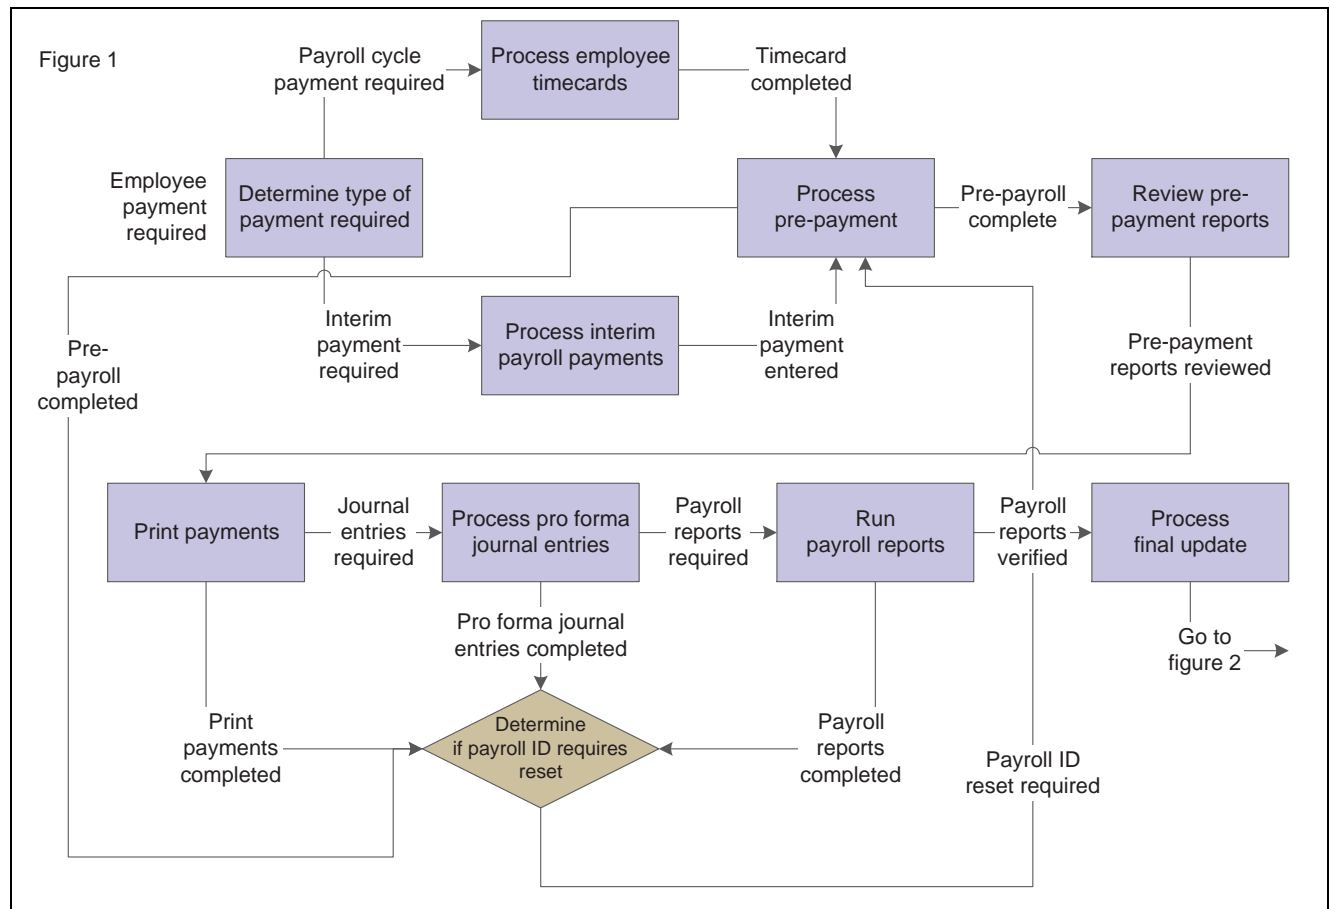 Figure 1
Payroll cycle
payment required
Process employee
timecards
Timecard
completed
Employee
payment
required
Determine type of
payment required
Process
pre-payment
Pre-payroll
complete
Review pre-
payment reports
Pre-
payroll
completed
Interim
payment
required
Process interim
payroll payments
Interim
payment
entered
Pre-payment
reports reviewed
Print payments
Journal
entries
required
Process pro forma
journal entries
Payroll
reports
required
Run
payroll reports
Payroll
reports
verified
Process
final update
Pro forma journal
entries completed
Go to
figure 2
Print
payments
completed
Determine
if payroll ID requires
reset
Payroll
reports
completed
Payroll ID
reset required